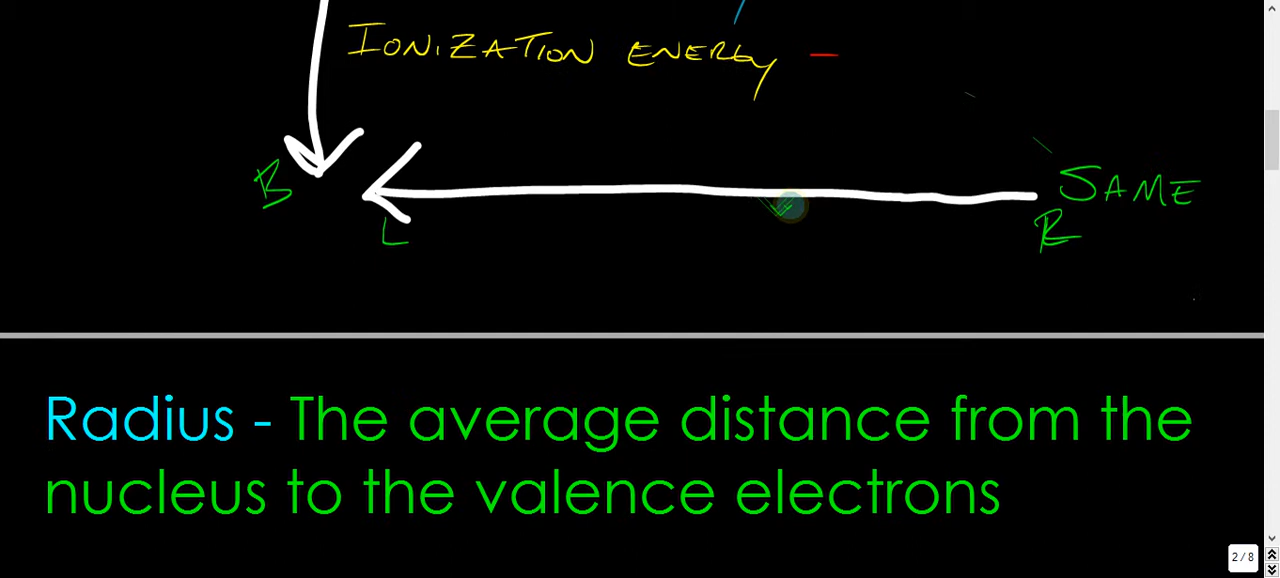 IONIZATION ENERGY -
B
SAME
L
R
Radius - The average distance from the
nucleus to the valence electrons
2 / 8